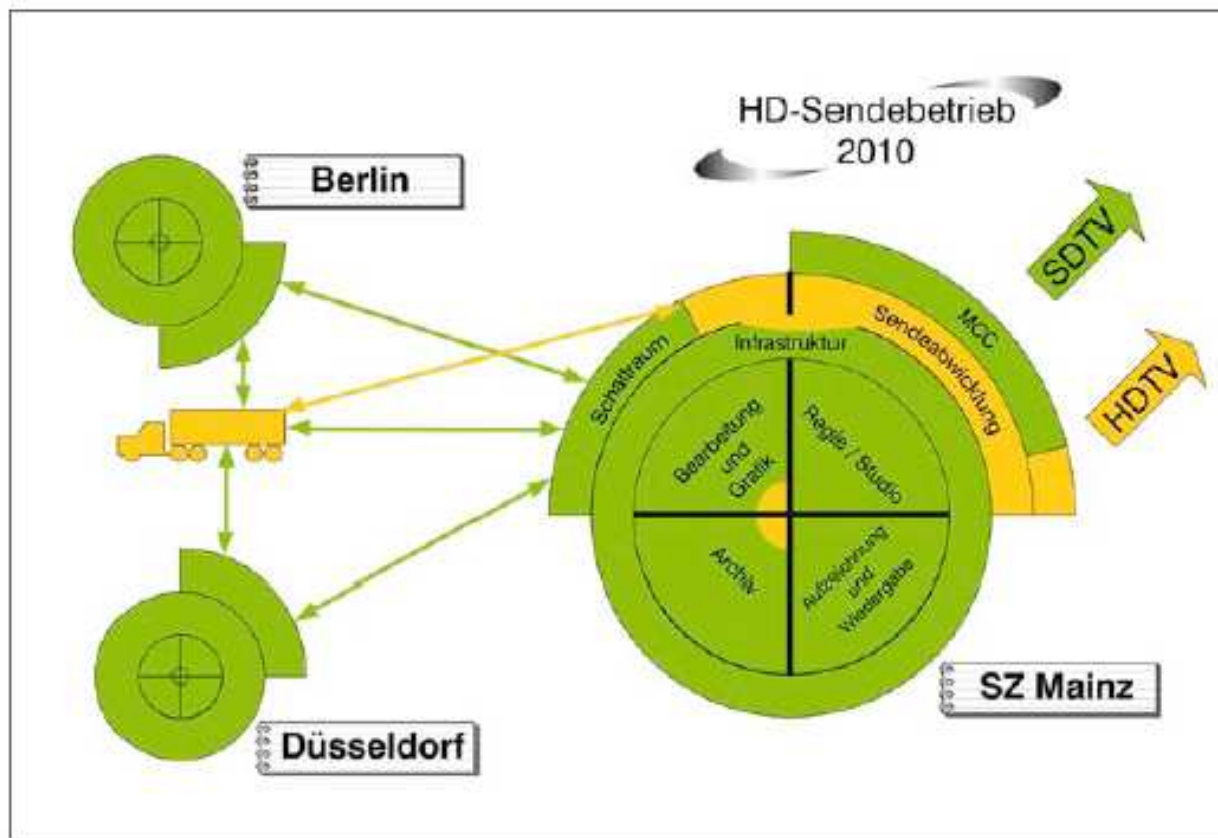 HD-Sendebetrieb
2010
Berlin
SDTV
HDTV
MCC
Sendeabwicklung
Schaltraum
Infrastruktur
Bearbeitung
und
Grafik
Regie / Studio
Archiv
Aufzeichnung
und
Wiedergabe
SZ Mainz
Düsseldorf